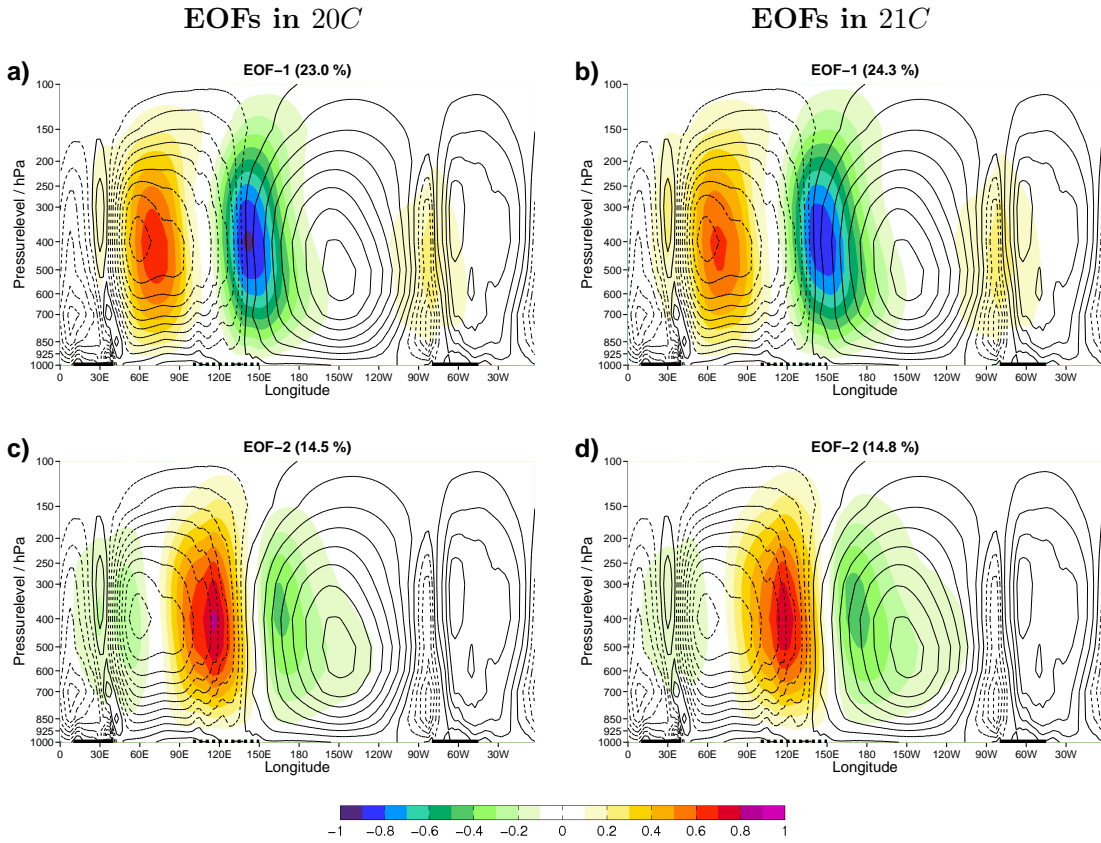 EOFs in 20C
EOFs in 21C
a)
EOF−1 (23.0 %)
Pressurelevel / hPa
100
150
200
250
300
400
500
600
700
850
925
1000
0 30E 60E 90E 120E 150E 180 150W 120W 90W 60W 30W
Longitude
b)
EOF−1 (24.3 %)
Pressurelevel / hPa
100
150
200
250
300
400
500
600
700
850
925
1000
0 30E 60E 90E 120E 150E 180 150W 120W 90W 60W 30W
Longitude
c)
EOF−2 (14.5 %)
Pressurelevel / hPa
100
150
200
250
300
400
500
600
700
850
925
1000
0 30E 60E 90E 120E 150E 180 150W 120W 90W 60W 30W
Longitude
d)
EOF−2 (14.8 %)
Pressurelevel / hPa
100
150
200
250
300
400
500
600
700
850
925
1000
0 30E 60E 90E 120E 150E 180 150W 120W 90W 60W 30W
Longitude
−1 −0.8 −0.6 −0.4 −0.2 0 0.2 0.4 0.6 0.8 1